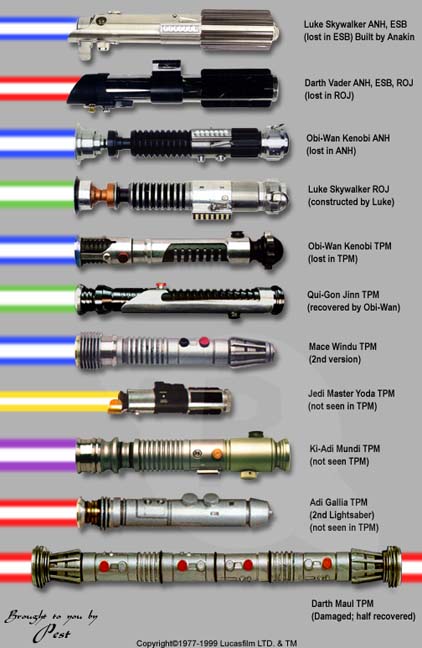 Luke Skywalker ANH, ESB
(lost in ESB) Built by Anakin
Darth Vader ANH, ESB, ROJ
(lost in ROJ)
Obi-Wan Kenobi ANH
(lost in ANH)
Luke Skywalker ROJ
(constructed by Luke)
Obi-Wan Kenobi TPM
(lost in TPM)
Qui-Gon Jinn TPM
(recovered by Obi-Wan)
Mace Windu TPM
(2nd version)
Jedi Master Yoda TPM
(not seen in TPM)
Ki-Adi Mundi TPM
(not seen TPM)
Adi Gallia TPM
(2nd Lightsaber)
(not seen in TPM)
Darth Maul TPM
(Damaged; half recovered)
Brought to you by
Pest
Copyright©1977-1999 Lucasfilm LTD. & TM